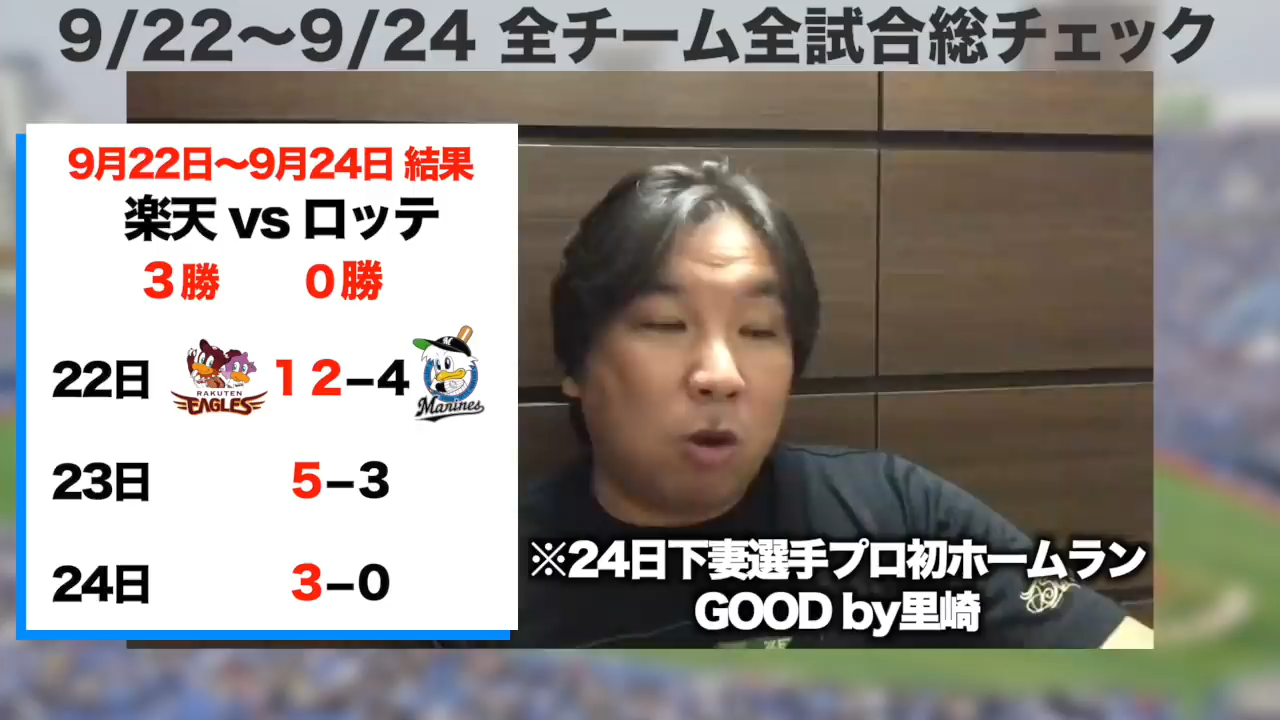 9/22〜9/24 全チーム全試合総チェック
9月22日〜9月24日 結果
楽天 vs ロッテ
3勝 0勝
22日 RAKUTEN EAGLES 12–4 Marines
23日 5–3
24日 3–0
※24日下妻選手プロ初ホームラン
GOOD by里崎